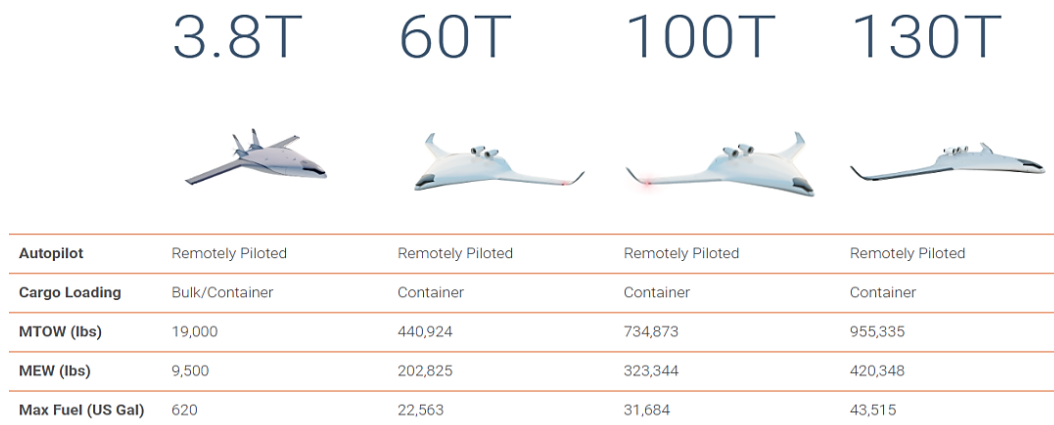 3.8T 60T 100T 130T
Autopilot Remotely Piloted Remotely Piloted Remotely Piloted Remotely Piloted
Cargo Loading Bulk/Container Container Container Container
MTOW (lbs) 19,000 440,924 734,873 955,335
MEW (lbs) 9,500 202,825 323,344 420,348
Max Fuel (US Gal) 620 22,563 31,684 43,515